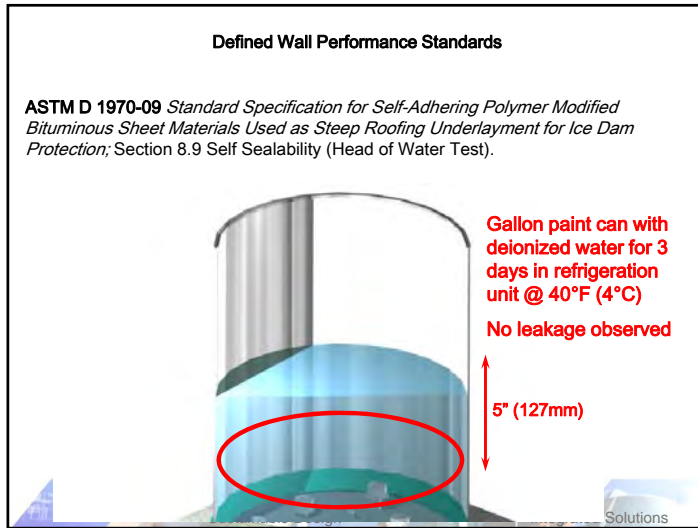 Defined Wall Performance Standards
ASTM D 1970-09 Standard Specification for Self-Adhering Polymer Modified
Bituminous Sheet Materials Used as Steep Roofing Underlayment for Ice Dam
Protection; Section 8.9 Self Sealability (Head of Water Test).
Gallon paint can with
deionized water for 3
days in refrigeration
unit @ 40°F (4°C)
No leakage observed
5" (127mm)
Solutions